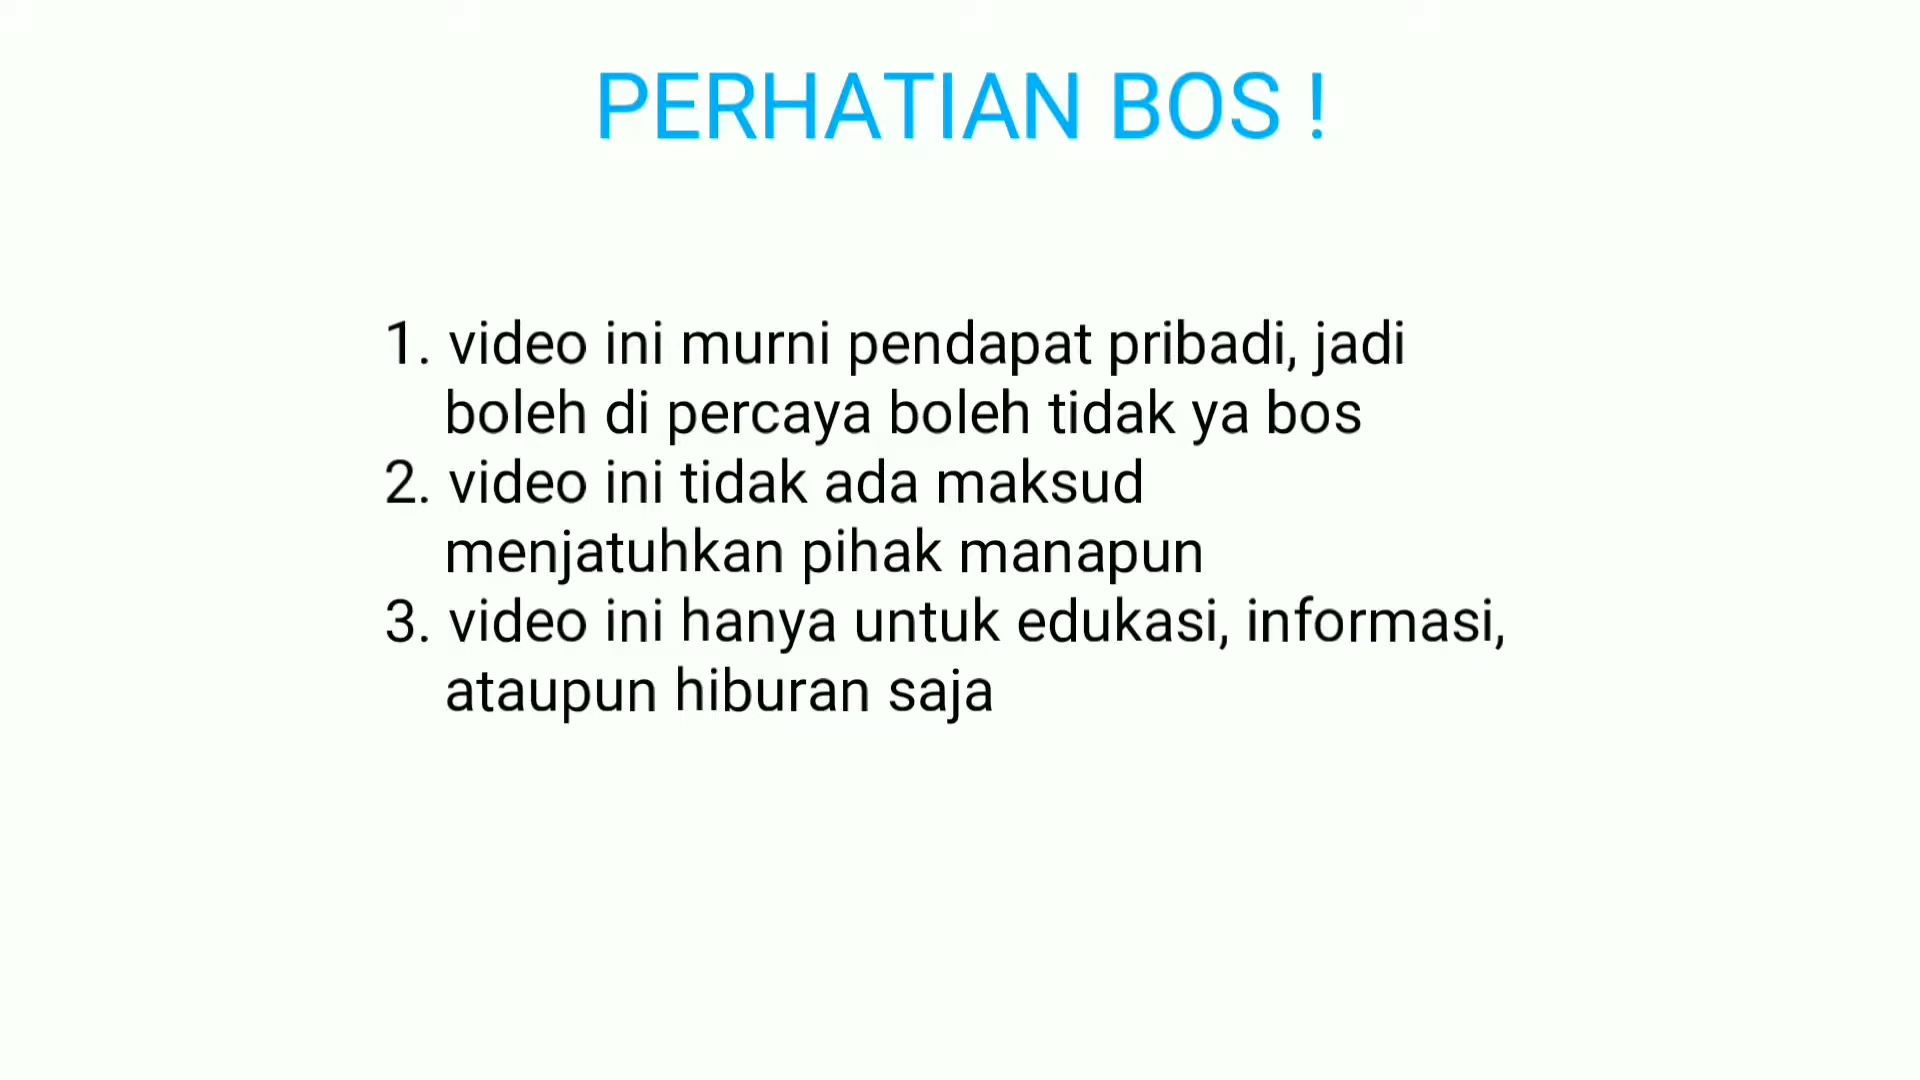 PERHATIAN BOS !
1. video ini murni pendapat pribadi, jadi
boleh di percaya boleh tidak ya bos
2. video ini tidak ada maksud
menjatuhkan pihak manapun
3. video ini hanya untuk edukasi, informasi,
ataupun hiburan saja